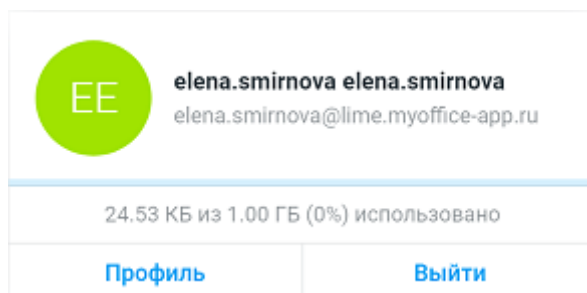 EE
elena.smirnova elena.smirnova
elena.smirnova@lime.myoffice-app.ru
24.53 КБ из 1.00 ГБ (0%) использовано
Профиль
Выйти